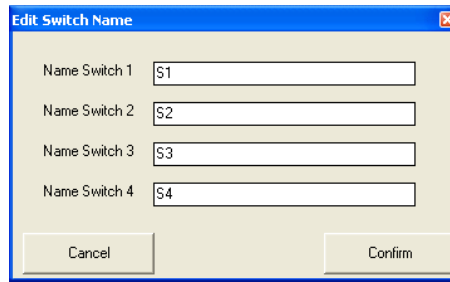 Edit Switch Name
Name Switch 1 S1
Name Switch 2 S2
Name Switch 3 S3
Name Switch 4 S4
Cancel Confirm